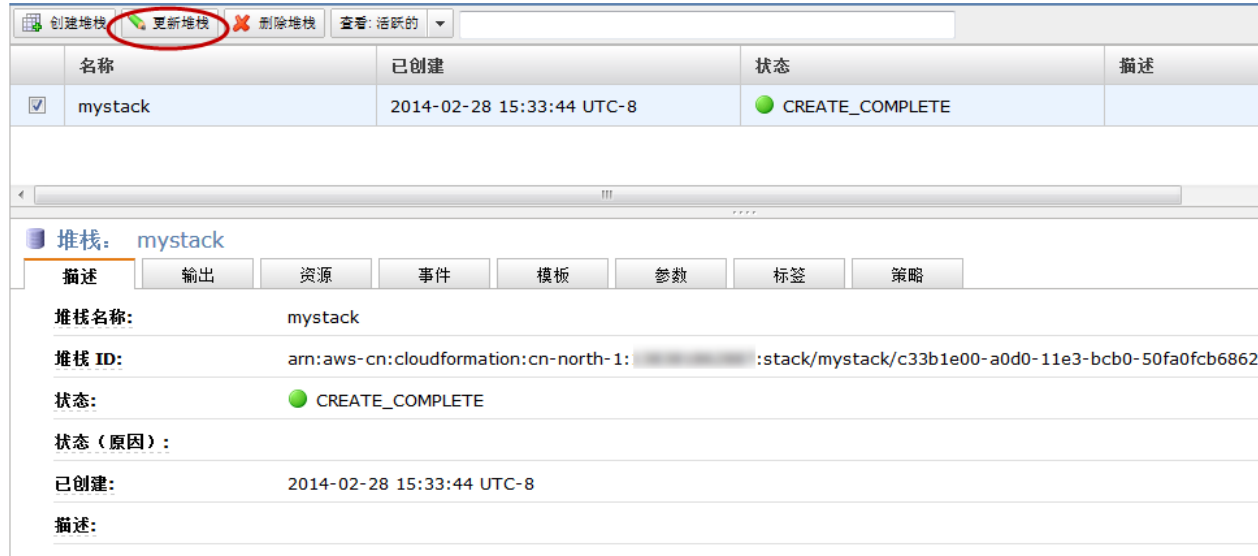 创建堆栈 更新堆栈 删除堆栈 查看: 活跃的
名称 已创建 状态 描述
mystack 2014-02-28 15:33:44 UTC-8 CREATE_COMPLETE
堆栈： mystack
描述 输出 资源 事件 模板 参数 标签 策略
堆栈名称: mystack
堆栈 ID: arn:aws-cn:cloudformation:cn-north-1: :stack/mystack/c33b1e00-a0d0-11e3-bcb0-50fa0fcb6862
状态: CREATE_COMPLETE
状态（原因）:
已创建: 2014-02-28 15:33:44 UTC-8
描述: